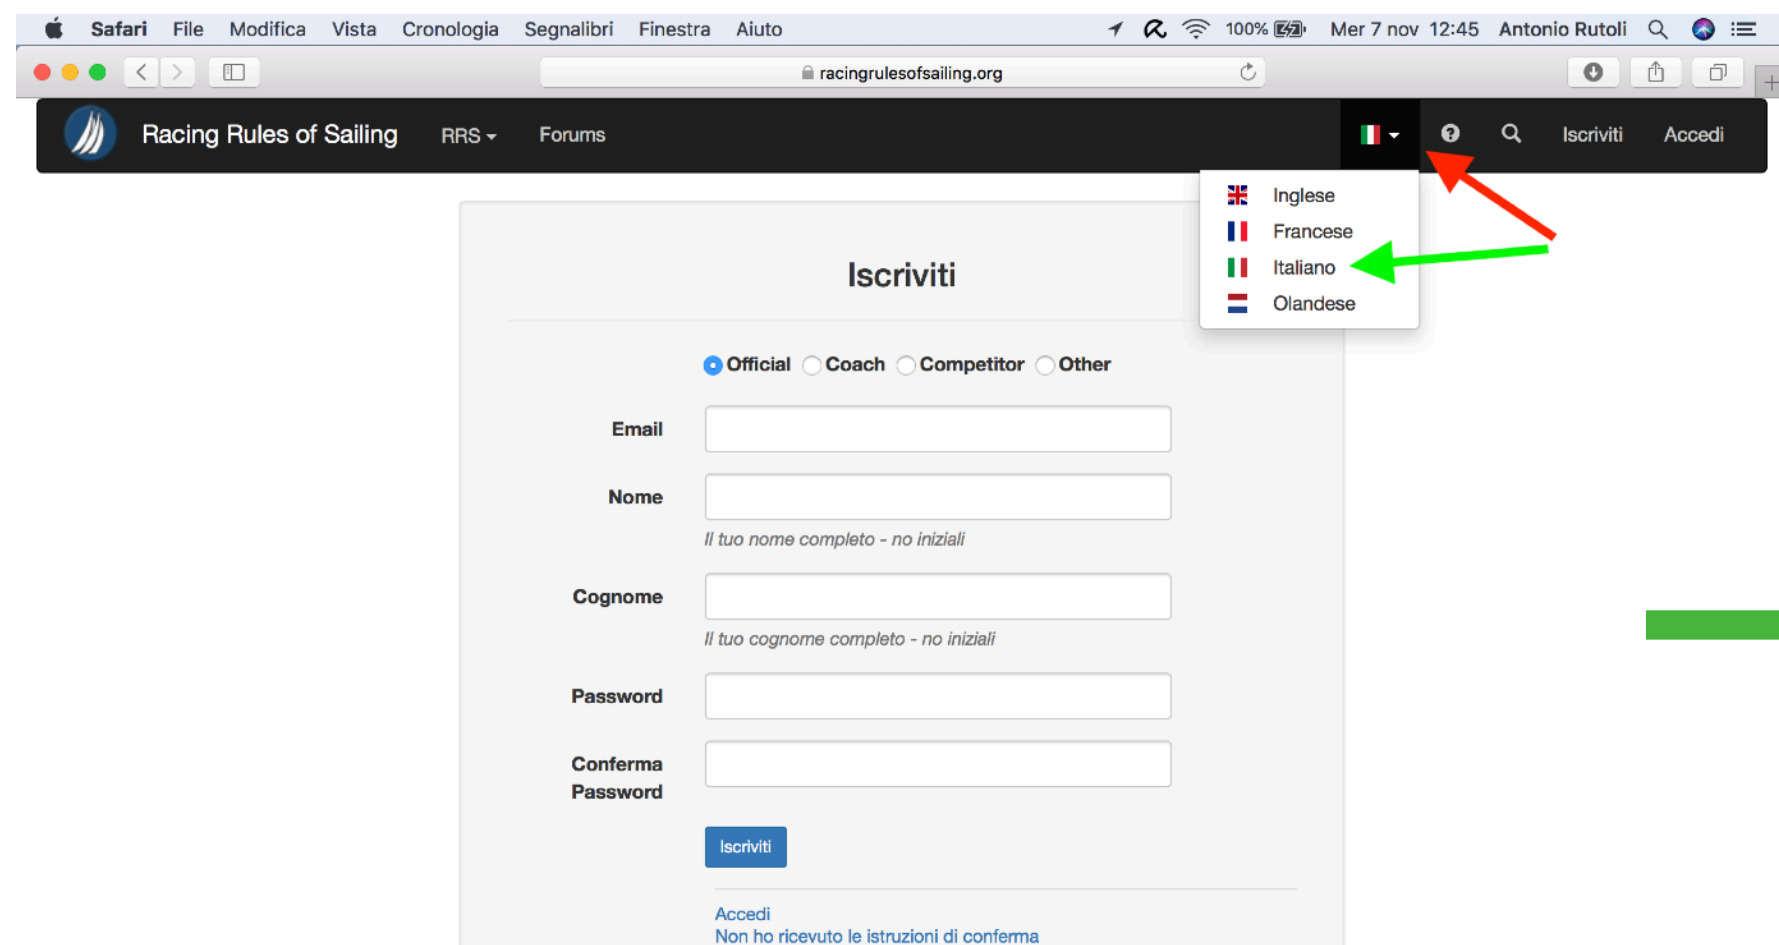 Safari File Modifica Vista Cronologia Segnalibri Finestra Aiuto 100% Mer 7 nov 12:45 Antonio Rutoli
racingrulesofsailing.org
Racing Rules of Sailing RRS Forums Iscriviti Accedi
Inglese
Francese
Italiano
Olandese
Iscriviti
Official Coach Competitor Other
Email
Nome
Il tuo nome completo - no iniziali
Cognome
Il tuo cognome completo - no iniziali
Password
Conferma
Password
Iscriviti
Accedi
Non ho ricevuto le istruzioni di conferma